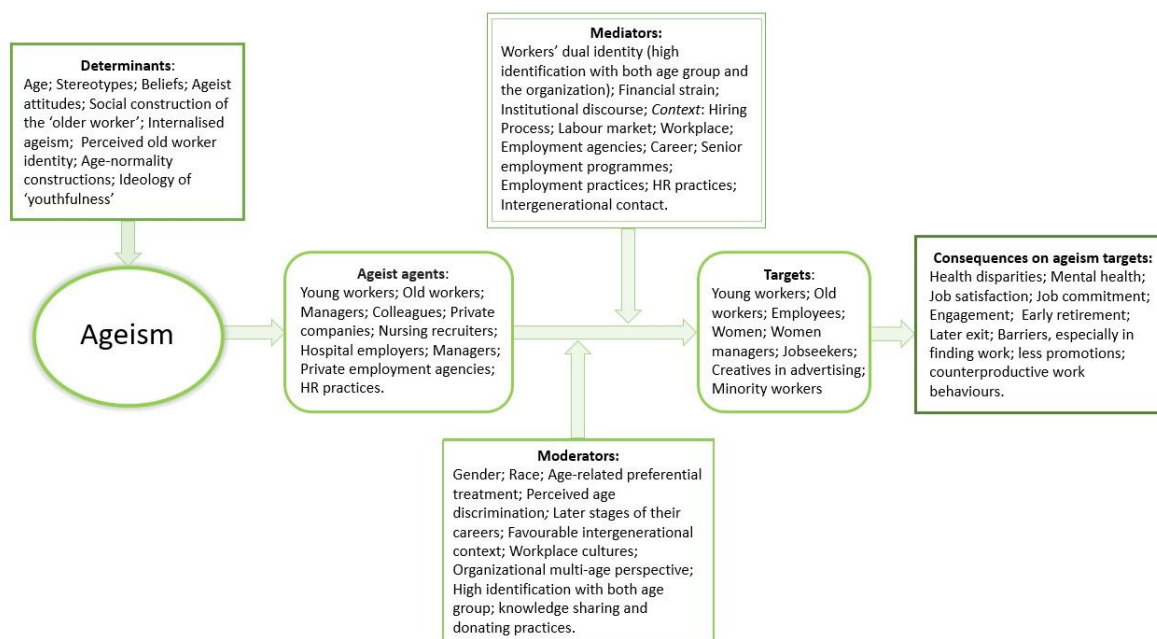 Determinants:
Age; Stereotypes; Beliefs; Ageist
attitudes; Social construction of
the ‘older worker’; Internalised
ageism; Perceived old worker
identity; Age-normality
constructions; Ideology of
‘youthfulness’
Mediators:
Workers’ dual identity (high
identification with both age group and
the organization); Financial strain;
Institutional discourse; Context: Hiring
Process; Labour market; Workplace;
Employment agencies; Career; Senior
employment programmes;
Employment practices; HR practices;
Intergenerational contact.
Ageism
Ageist agents:
Young workers; Old workers;
Managers; Colleagues; Private
companies; Nursing recruiters;
Hospital employers; Managers;
Private employment agencies;
HR practices.
Targets:
Young workers; Old
workers; Employees;
Women; Women
managers; Jobseekers;
Creatives in advertising;
Minority workers
Consequences on ageism targets:
Health disparities; Mental health;
Job satisfaction; Job commitment;
Engagement; Early retirement;
Later exit; Barriers, especially in
finding work; less promotions;
counterproductive work
behaviours.
Moderators:
Gender; Race; Age-related preferential
treatment; Perceived age
discrimination; Later stages of their
careers; Favourable intergenerational
context; Workplace cultures;
Organizational multi-age perspective;
High identification with both age
group; knowledge sharing and
donating practices.